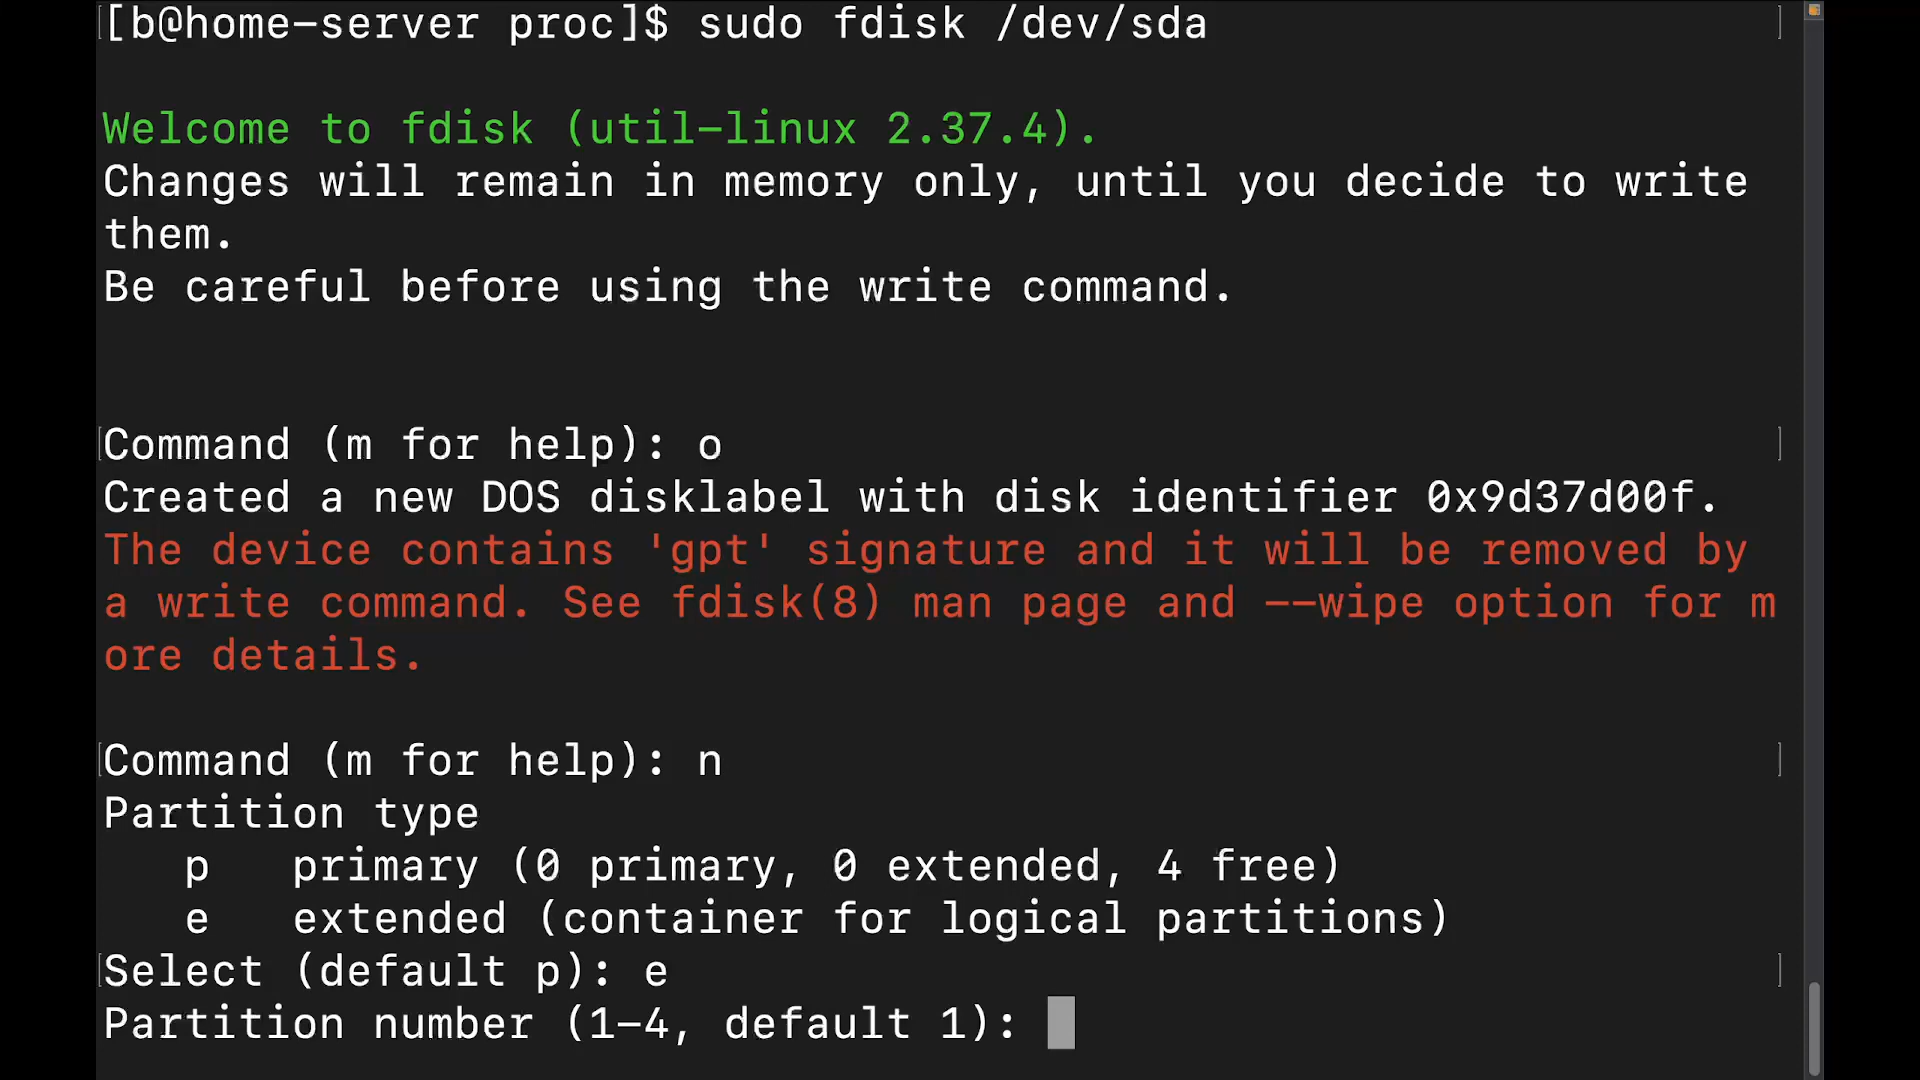 [b@home-server proc]$ sudo fdisk /dev/sda
Welcome to fdisk (util-linux 2.37.4).
Changes will remain in memory only, until you decide to write
them.
Be careful before using the write command.
Command (m for help): o
Created a new DOS disklabel with disk identifier 0x9d37d00f.
The device contains 'gpt' signature and it will be removed by
a write command. See fdisk(8) man page and --wipe option for m
ore details.
Command (m for help): n
Partition type
   p   primary (0 primary, 0 extended, 4 free)
   e   extended (container for logical partitions)
Select (default p): e
Partition number (1-4, default 1):